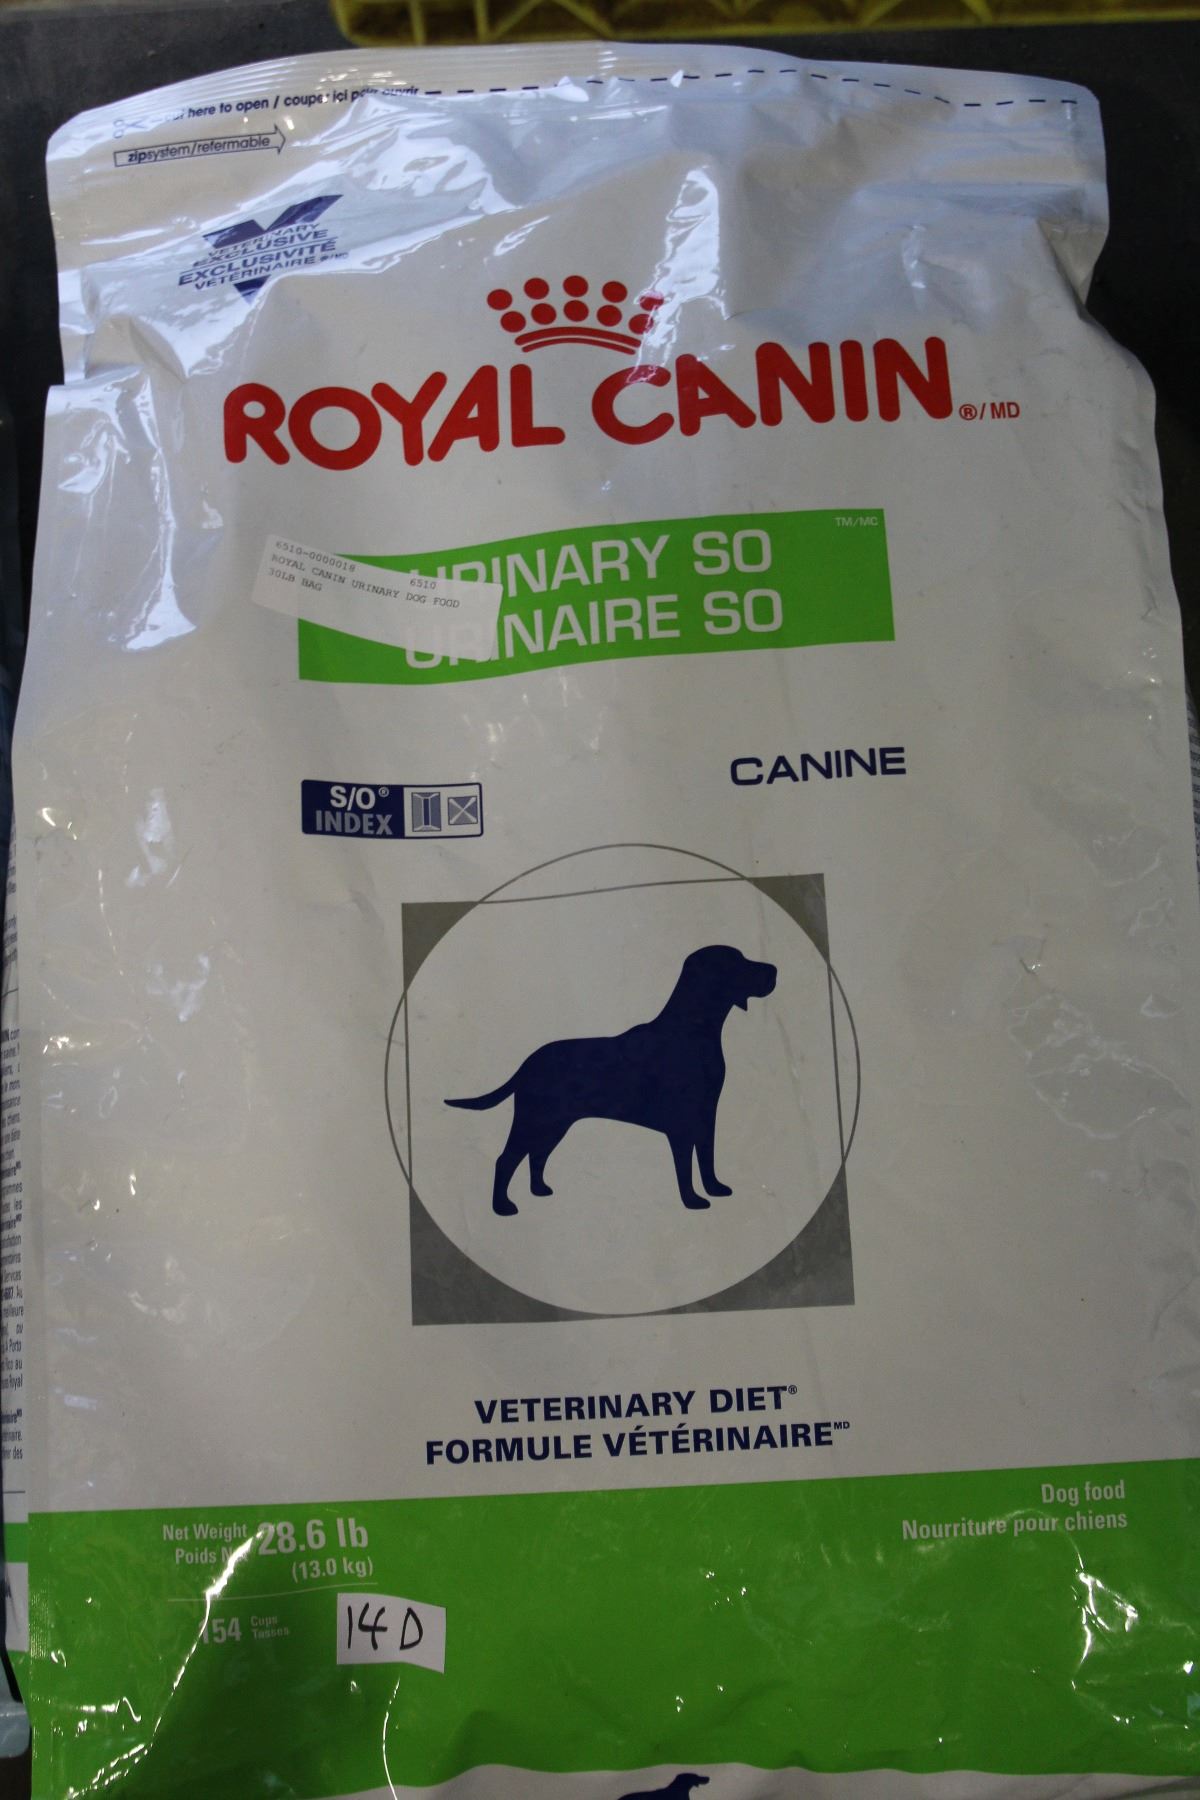 here to open / couper ici pour ouvrir
zipsystem/refermable
VETERINARY
EXCLUSIVE
EXCLUSIVITÉ
VÉTÉRINAIRE
ROYAL CANIN ®/MD
URINARY SO TM/MC
URINAIRE SO
6510-0000018 6510
ROYAL CANIN URINARY DOG FOOD
30LB BAG
CANINE
S/O®
INDEX
VETERINARY DIET®
FORMULE VÉTÉRINAIRE MD
Dog food
Nourriture pour chiens
Net Weight 28.6 lb
Poids
(13.0 kg)
154 Cups
Tasses
14D